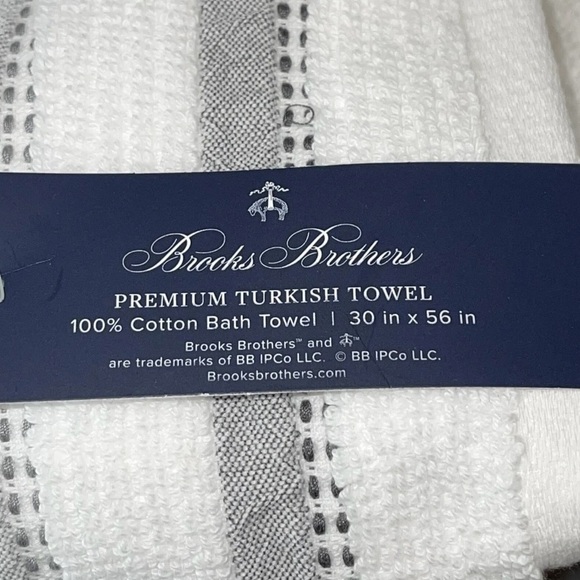 Brooks Brothers
PREMIUM TURKISH TOWEL
100% Cotton Bath Towel | 30 in x 56 in
Brooks Brothers™ and ™
are trademarks of BB IPCo LLC. © BB IPCo LLC.
Brooksbrothers.com